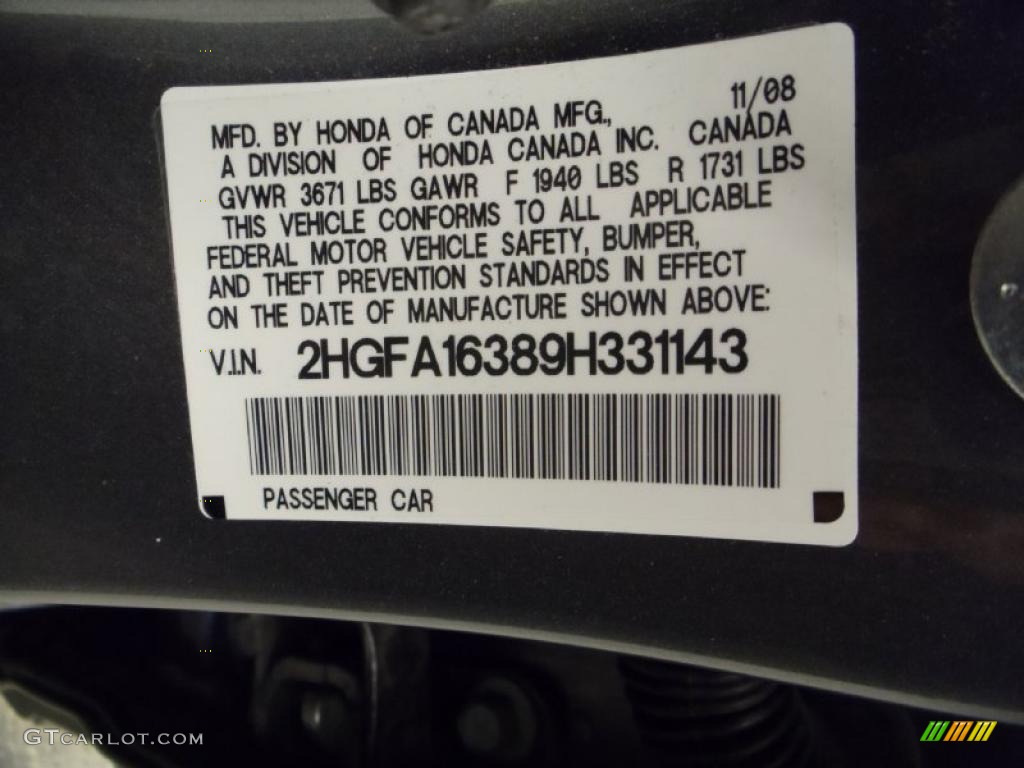 11/08
MFD. BY HONDA OF CANADA MFG.,
A DIVISION OF HONDA CANADA INC. CANADA
GVWR 3671 LBS GAWR F 1940 LBS R 1731 LBS
THIS VEHICLE CONFORMS TO ALL APPLICABLE
FEDERAL MOTOR VEHICLE SAFETY, BUMPER,
AND THEFT PREVENTION STANDARDS IN EFFECT
ON THE DATE OF MANUFACTURE SHOWN ABOVE:
V.I.N. 2HGFA16389H331143
PASSENGER CAR
GTCARLOT.COM